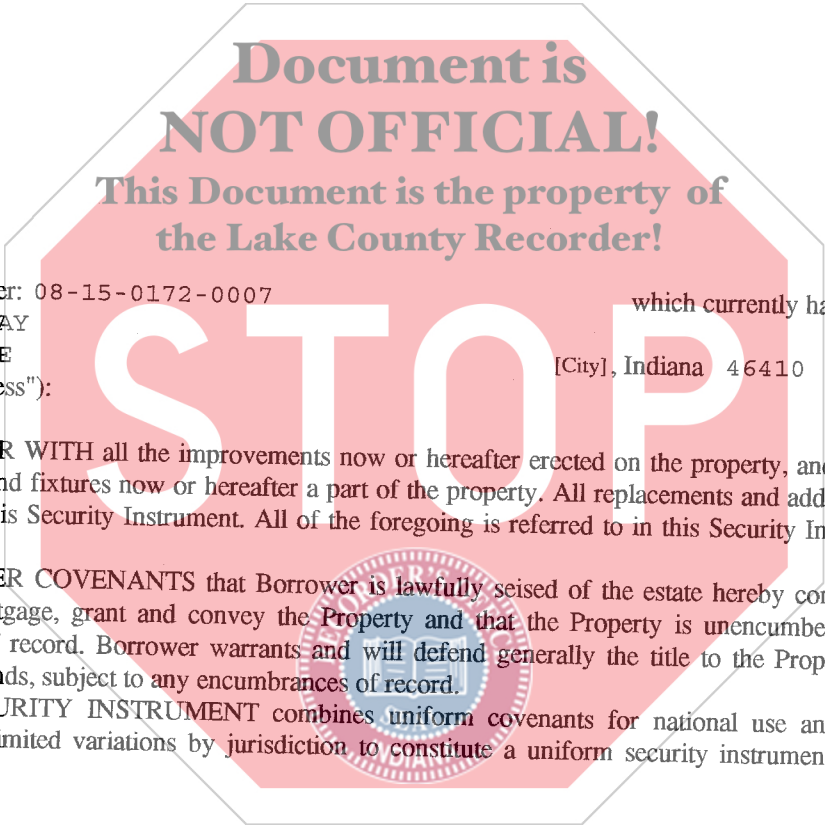 Document is
NOT OFFICIAL!
This Document is the property of
the Lake County Recorder!
er: 08-15-0172-0007 which currently ha
AY
E [City], Indiana 46410
ess"):
STOP
R WITH all the improvements now or hereafter erected on the property, and
nd fixtures now or hereafter a part of the property. All replacements and add
is Security Instrument. All of the foregoing is referred to in this Security In
ER COVENANTS that Borrower is lawfully seised of the estate hereby con
tgage, grant and convey the Property and that the Property is unencumbe
record. Borrower warrants and will defend generally the title to the Prop
nds, subject to any encumbrances of record.
URITY INSTRUMENT combines uniform covenants for national use an
imited variations by jurisdiction to constitute a uniform security instrumen
RECORDER'S OFFICE
SEAL
INDIANA